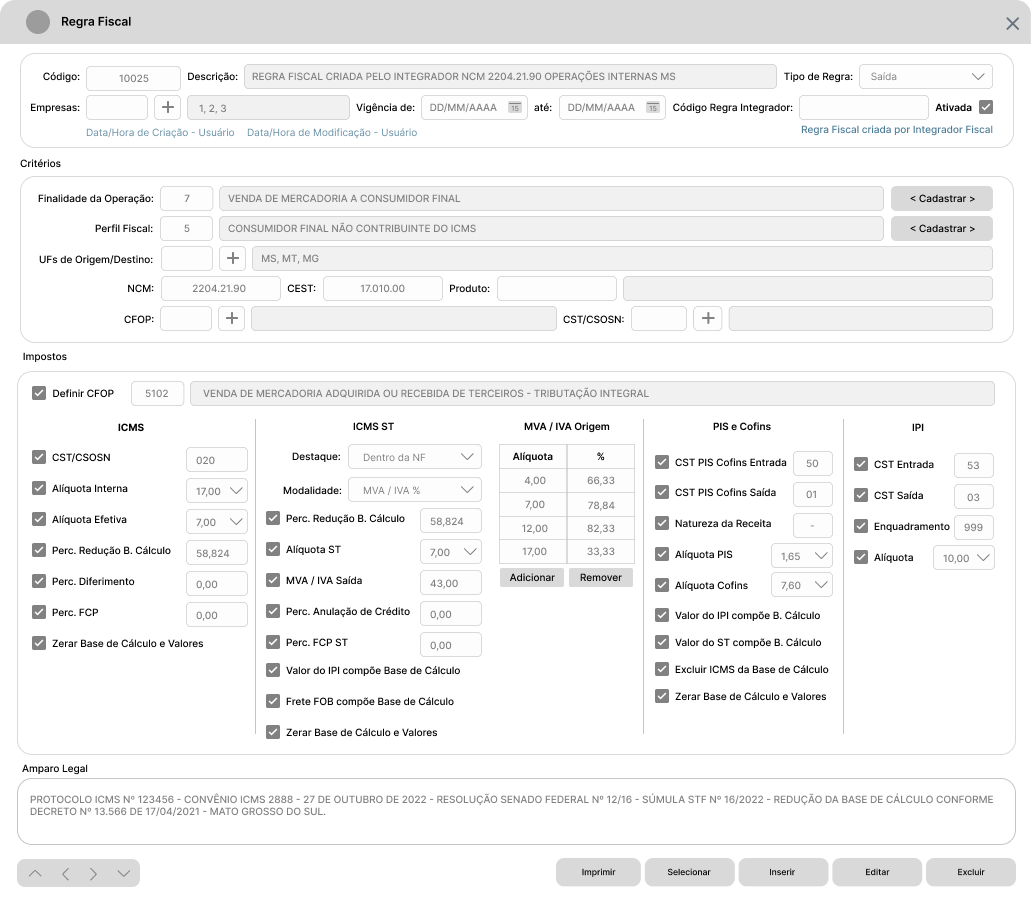 Regra Fiscal
Código: 10025 Descrição: REGRA FISCAL CRIADA PELO INTEGRADOR NCM 2204.21.90 OPERAÇÕES INTERNAS MS Tipo de Regra: Saída
Empresas: 1, 2, 3 Vigência de: DD/MM/AAAA 15 até: DD/MM/AAAA 15 Código Regra Integrador: Ativada
Data/Hora de Criação - Usuário Data/Hora de Modificação - Usuário Regra Fiscal criada por Integrador Fiscal
Critérios
Finalidade da Operação: 7 VENDA DE MERCADORIA A CONSUMIDOR FINAL < Cadastrar >
Perfil Fiscal: 5 CONSUMIDOR FINAL NÃO CONTRIBUINTE DO ICMS < Cadastrar >
UFs de Origem/Destino: MS, MT, MG
NCM: 2204.21.90 CEST: 17.010.00 Produto:
CFOP: CST/CSOSN:
Impostos
Definir CFOP 5102 VENDA DE MERCADORIA ADQUIRIDA OU RECEBIDA DE TERCEIROS - TRIBUTAÇÃO INTEGRAL
ICMS
CST/CSOSN 020
Alíquota Interna 17,00
Alíquota Efetiva 7,00
Perc. Redução B. Cálculo 58,824
Perc. Diferimento 0,00
Perc. FCP 0,00
Zerar Base de Cálculo e Valores
ICMS ST
Destaque: Dentro da NF
Modalidade: MVA / IVA %
Perc. Redução B. Cálculo 58,824
Alíquota ST 7,00
MVA / IVA Saída 43,00
Perc. Anulação de Crédito 0,00
Perc. FCP ST 0,00
Valor do IPI compõe Base de Cálculo
Frete FOB compõe Base de Cálculo
Zerar Base de Cálculo e Valores
MVA / IVA Origem
Alíquota %
4,00 66,33
7,00 78,84
12,00 82,33
17,00 33,33
Adicionar Remover
PIS e Cofins
CST PIS Cofins Entrada 50
CST PIS Cofins Saída 01
Natureza da Receita -
Alíquota PIS 1,65
Alíquota Cofins 7,60
Valor do IPI compõe B. Cálculo
Valor do ST compõe B. Cálculo
Excluir ICMS da Base de Cálculo
Zerar Base de Cálculo e Valores
IPI
CST Entrada 53
CST Saída 03
Enquadramento 999
Alíquota 10,00
Amparo Legal
PROTOCOLO ICMS Nº 123456 - CONVÊNIO ICMS 2888 - 27 DE OUTUBRO DE 2022 - RESOLUÇÃO SENADO FEDERAL Nº 12/16 - SÚMULA STF Nº 16/2022 - REDUÇÃO DA BASE DE CÁLCULO CONFORME
DECRETO Nº 13.566 DE 17/04/2021 - MATO GROSSO DO SUL.
Imprimir Selecionar Inserir Editar Excluir